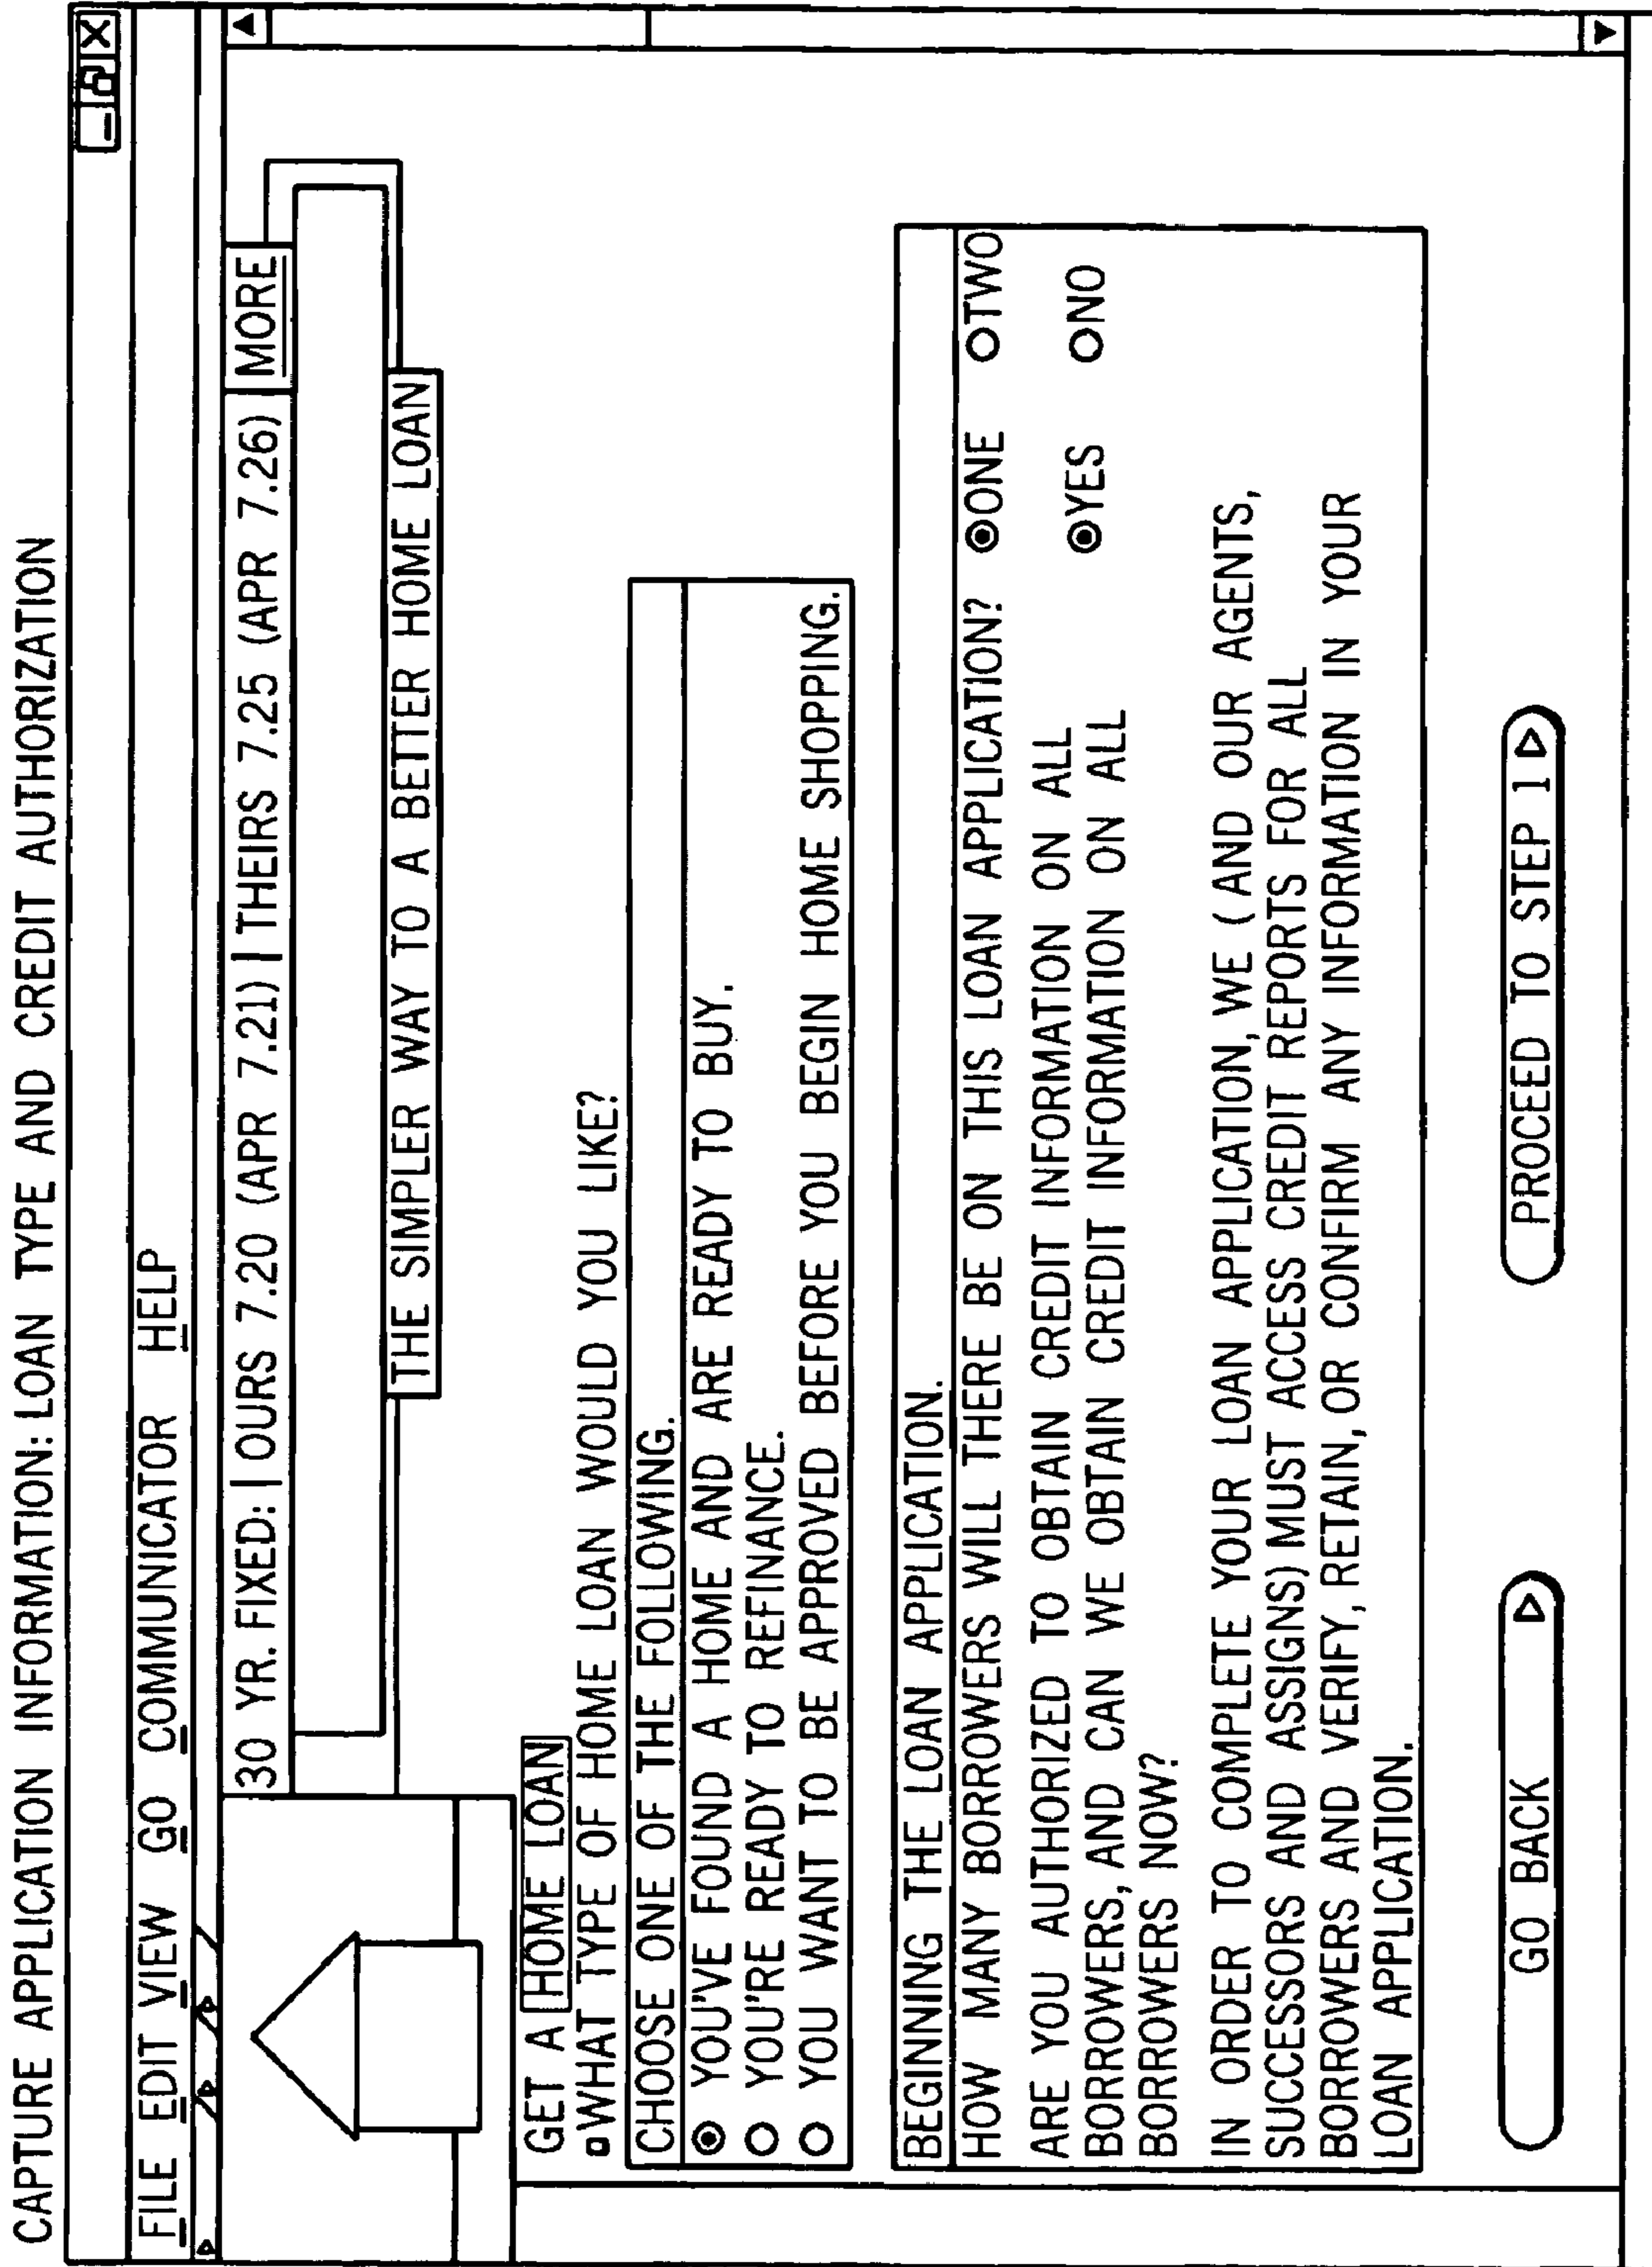 CAPTURE APPLICATION INFORMATION: LOAN TYPE AND CREDIT AUTHORIZATION
FILE EDIT VIEW GO COMMUNICATOR HELP
30 YR. FIXED: | OURS 7.20 (APR 7.21) | THEIRS 7.25 (APR 7.26) | MORE
THE SIMPLER WAY TO A BETTER HOME LOAN
GET A HOME LOAN
WHAT TYPE OF HOME LOAN WOULD YOU LIKE?
CHOOSE ONE OF THE FOLLOWING.
YOU'VE FOUND A HOME AND ARE READY TO BUY.
YOU'RE READY TO REFINANCE.
YOU WANT TO BE APPROVED BEFORE YOU BEGIN HOME SHOPPING.
BEGINNING THE LOAN APPLICATION.
HOW MANY BORROWERS WILL THERE BE ON THIS LOAN APPLICATION? ONE TWO
ARE YOU AUTHORIZED TO OBTAIN CREDIT INFORMATION ON ALL
BORROWERS, AND CAN WE OBTAIN CREDIT INFORMATION ON ALL YES NO
BORROWERS NOW?
IN ORDER TO COMPLETE YOUR LOAN APPLICATION, WE (AND OUR AGENTS,
SUCCESSORS AND ASSIGNS) MUST ACCESS CREDIT REPORTS FOR ALL
BORROWERS AND VERIFY, RETAIN, OR CONFIRM ANY INFORMATION IN YOUR
LOAN APPLICATION.
GO BACK PROCEED TO STEP 1